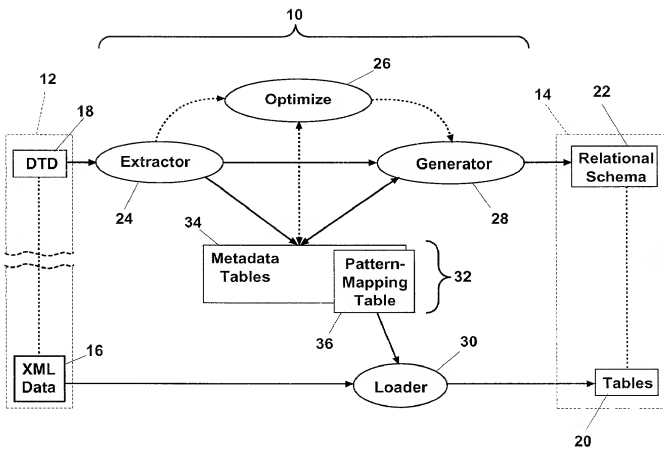 10
12
18
26
Optimize
14
22
DTD
Extractor
Generator
Relational
Schema
24
28
34
Metadata
Tables
Pattern-
Mapping
Table
32
16
36
30
XML
Data
Loader
Tables
20